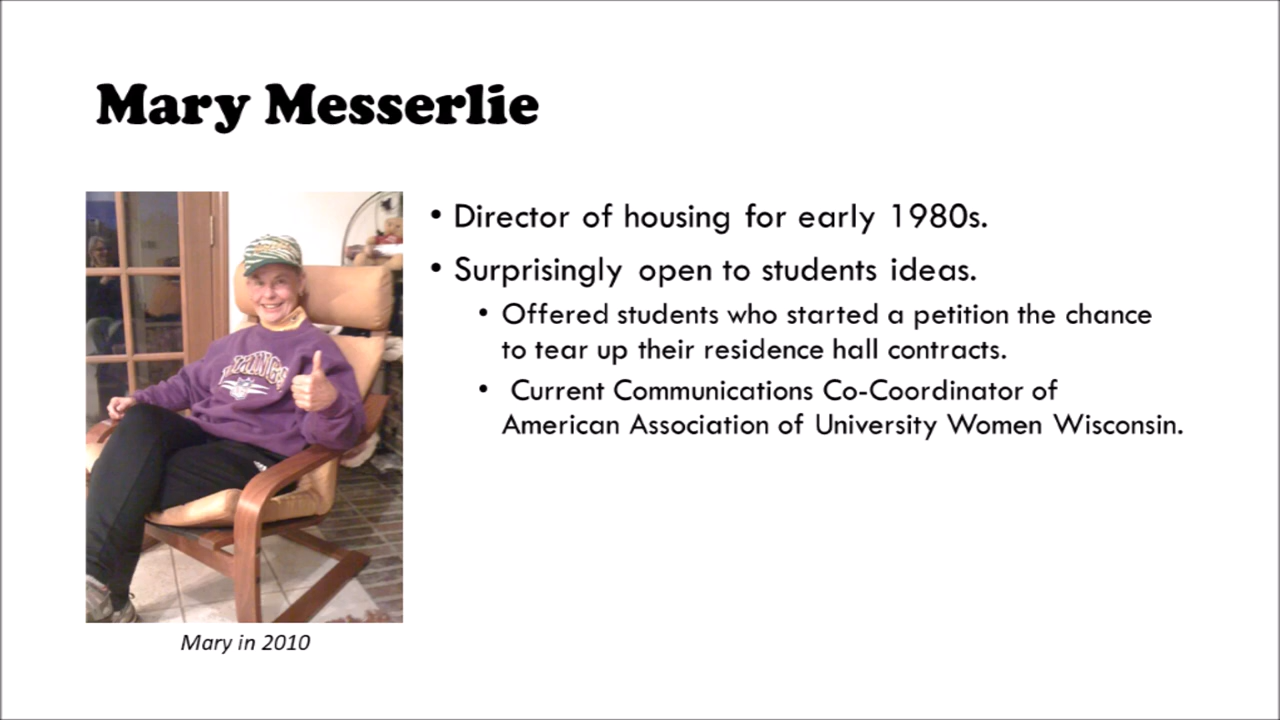 Mary Messerlie
• Director of housing for early 1980s.
• Surprisingly open to students ideas.
• Offered students who started a petition the chance
to tear up their residence hall contracts.
• Current Communications Co-Coordinator of
American Association of University Women Wisconsin.
VIKINGS
Mary in 2010